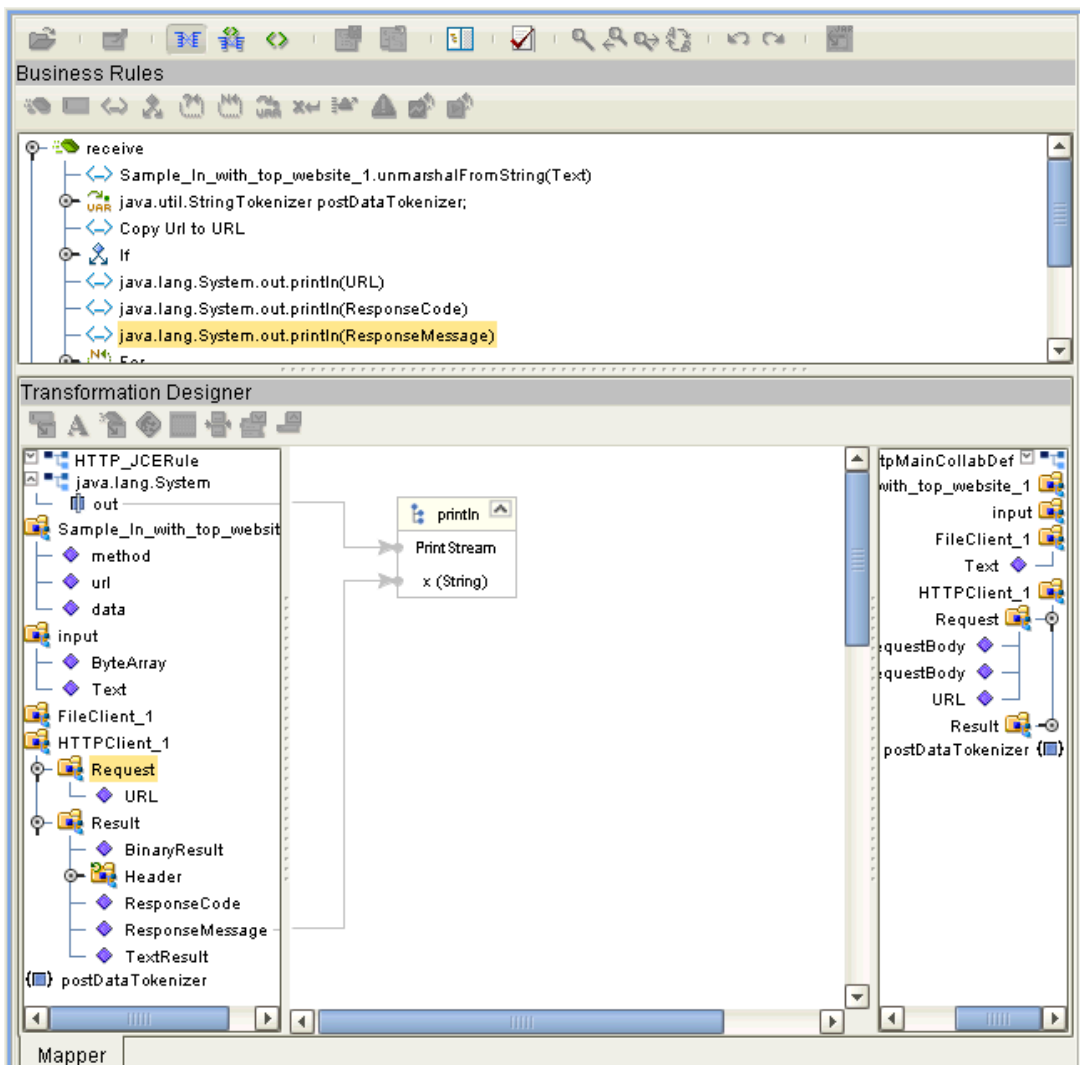 Business Rules
receive
Sample_In_with_top_website_1.unmarshalFromString(Text)
java.util.StringTokenizer postDataTokenizer;
Copy Url to URL
If
java.lang.System.out.println(URL)
java.lang.System.out.println(ResponseCode)
java.lang.System.out.println(ResponseMessage)
For
Transformation Designer
HTTP_JCERule
java.lang.System
out
Sample_In_with_top_websit
method
url
data
input
ByteArray
Text
FileClient_1
HTTPClient_1
Request
URL
Result
BinaryResult
Header
ResponseCode
ResponseMessage
TextResult
postDataTokenizer
println
PrintStream
x (String)
tpMainCollabDef
with_top_website_1
input
FileClient_1
Text
HTTPClient_1
Request
questBody
questBody
URL
Result
postDataTokenizer
Mapper